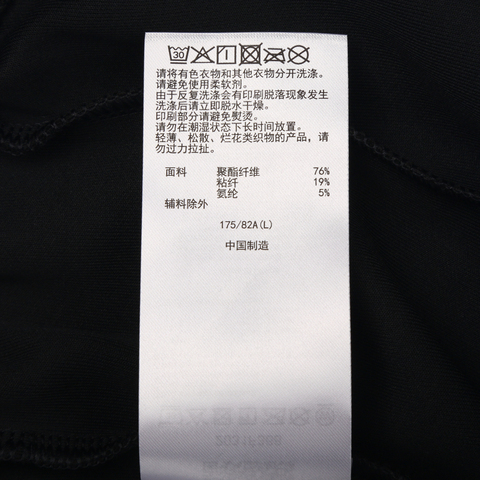 30
请将有色衣物和其他衣物分开洗涤。
请避免使用柔软剂。
由于反复洗涤会有印刷脱落现象发生
洗涤后请立即脱水干燥。
印刷部分请避免熨烫。
请勿在潮湿状态下长时间放置。
轻薄、松散、烂花类织物的产品，请
勿过力拉扯。
面料 聚酯纤维 76%
粘纤 19%
氨纶 5%
辅料除外
175/82A(L)
中国制造